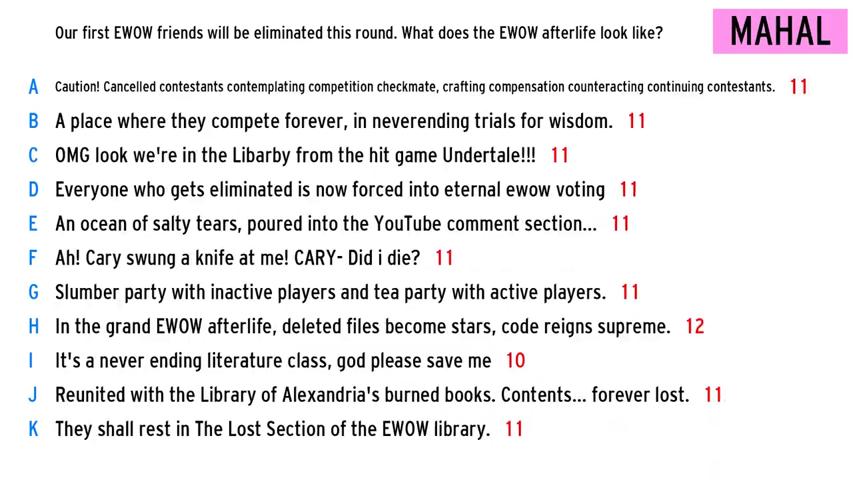 Our first EWOW friends will be eliminated this round. What does the EWOW afterlife look like?
MAHAL
A Caution! Cancelled contestants contemplating competition checkmate, crafting compensation counteracting continuing contestants. 11
B A place where they compete forever, in neverending trials for wisdom. 11
C OMG look we're in the Libarby from the hit game Undertale!!! 11
D Everyone who gets eliminated is now forced into eternal ewow voting 11
E An ocean of salty tears, poured into the YouTube comment section... 11
F Ah! Cary swung a knife at me! CARY- Did i die? 11
G Slumber party with inactive players and tea party with active players. 11
H In the grand EWOW afterlife, deleted files become stars, code reigns supreme. 12
I It's a never ending literature class, god please save me 10
J Reunited with the Library of Alexandria's burned books. Contents... forever lost. 11
K They shall rest in The Lost Section of the EWOW library. 11